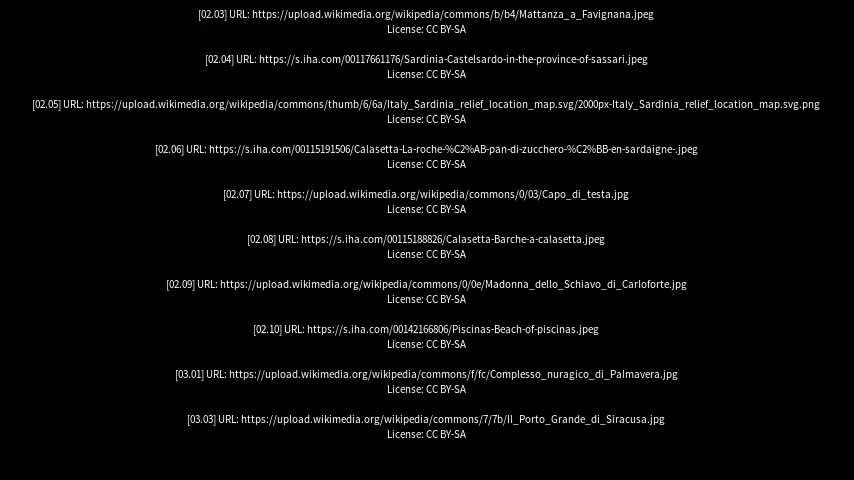 [02.03] URL: https://upload.wikimedia.org/wikipedia/commons/b/b4/Mattanza_a_Favignana.jpeg
License: CC BY-SA
[02.04] URL: https://s.iha.com/00117661176/Sardinia-Castelsardo-in-the-province-of-sassari.jpeg
License: CC BY-SA
[02.05] URL: https://upload.wikimedia.org/wikipedia/commons/thumb/6/6a/Italy_Sardinia_relief_location_map.svg/2000px-Italy_Sardinia_relief_location_map.svg.png
License: CC BY-SA
[02.06] URL: https://s.iha.com/00115191506/Calasetta-La-roche-%C2%AB-pan-di-zucchero-%C2%BB-en-sardaigne-.jpeg
License: CC BY-SA
[02.07] URL: https://upload.wikimedia.org/wikipedia/commons/0/03/Capo_di_testa.jpg
License: CC BY-SA
[02.08] URL: https://s.iha.com/00115188826/Calasetta-Barche-a-calasetta.jpeg
License: CC BY-SA
[02.09] URL: https://upload.wikimedia.org/wikipedia/commons/0/0e/Madonna_dello_Schiavo_di_Carloforte.jpg
License: CC BY-SA
[02.10] URL: https://s.iha.com/00142166806/Piscinas-Beach-of-piscinas.jpeg
License: CC BY-SA
[03.01] URL: https://upload.wikimedia.org/wikipedia/commons/f/fc/Complesso_nuragico_di_Palmavera.jpg
License: CC BY-SA
[03.03] URL: https://upload.wikimedia.org/wikipedia/commons/7/7b/Il_Porto_Grande_di_Siracusa.jpg
License: CC BY-SA